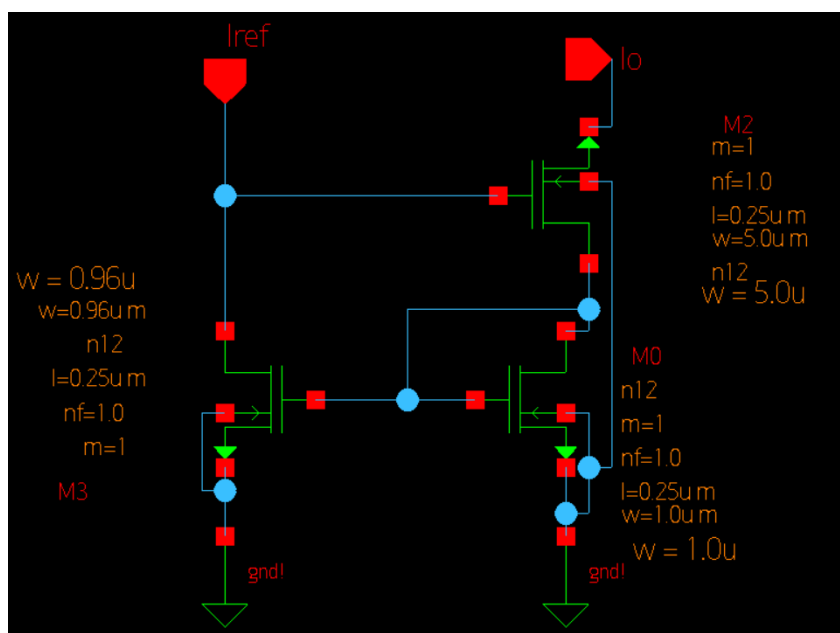 Iref
Io
M2
m=1
nf=1.0
l=0.25um
w=5.0um
n12
w = 5.0u
w = 0.96u
w=0.96um
n12
l=0.25um
nf=1.0
m=1
M3
M0
n12
m=1
nf=1.0
l=0.25um
w=1.0um
w = 1.0u
gnd!
gnd!